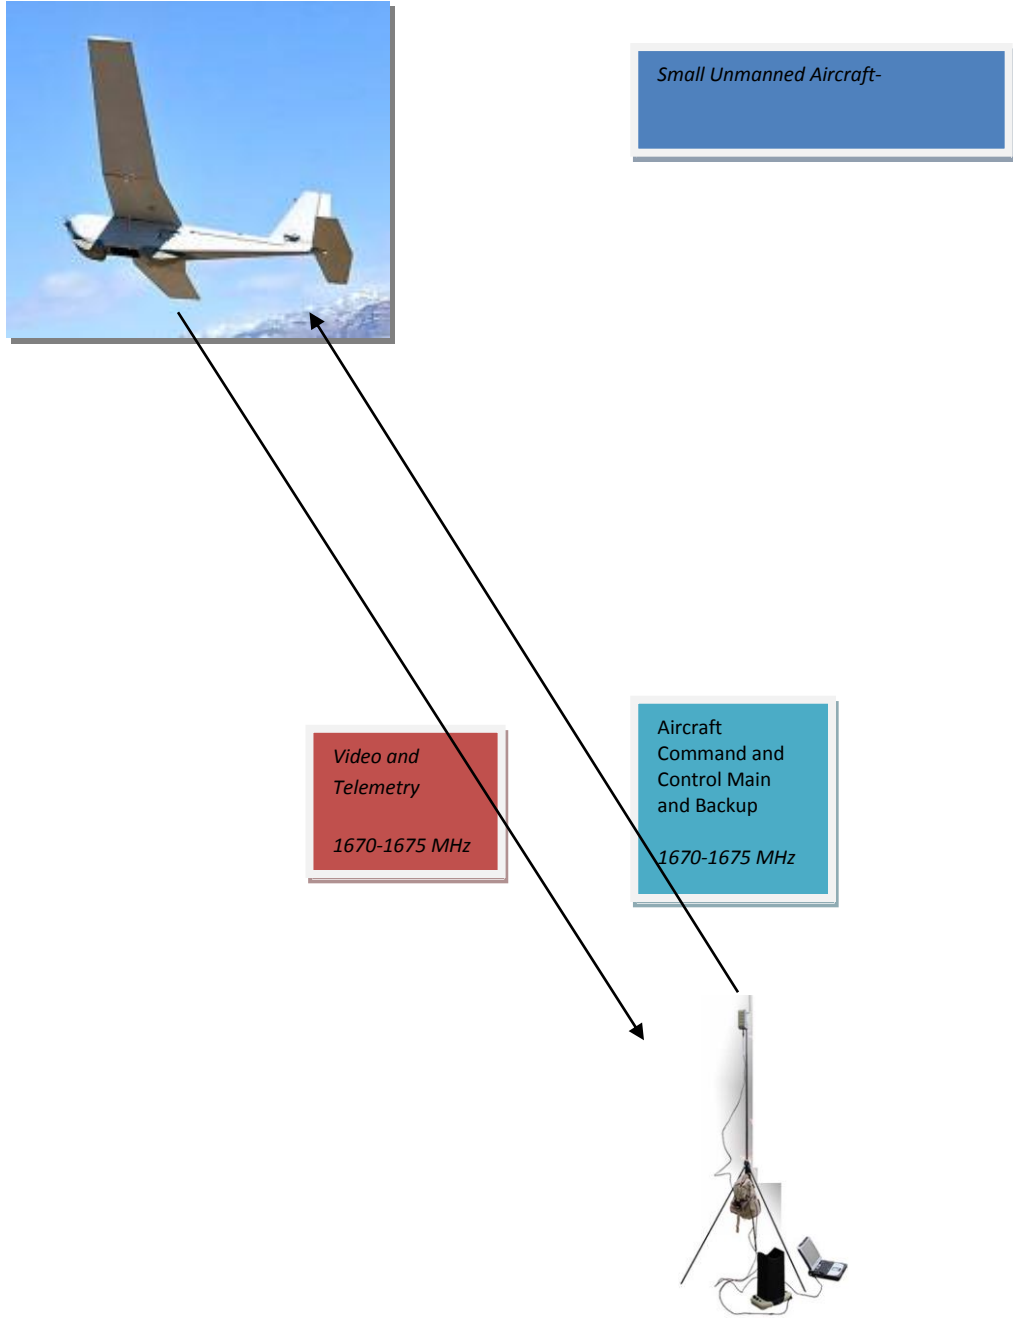 Small Unmanned Aircraft-
Video and
Telemetry
1670-1675 MHz
Aircraft
Command and
Control Main
and Backup
1670-1675 MHz